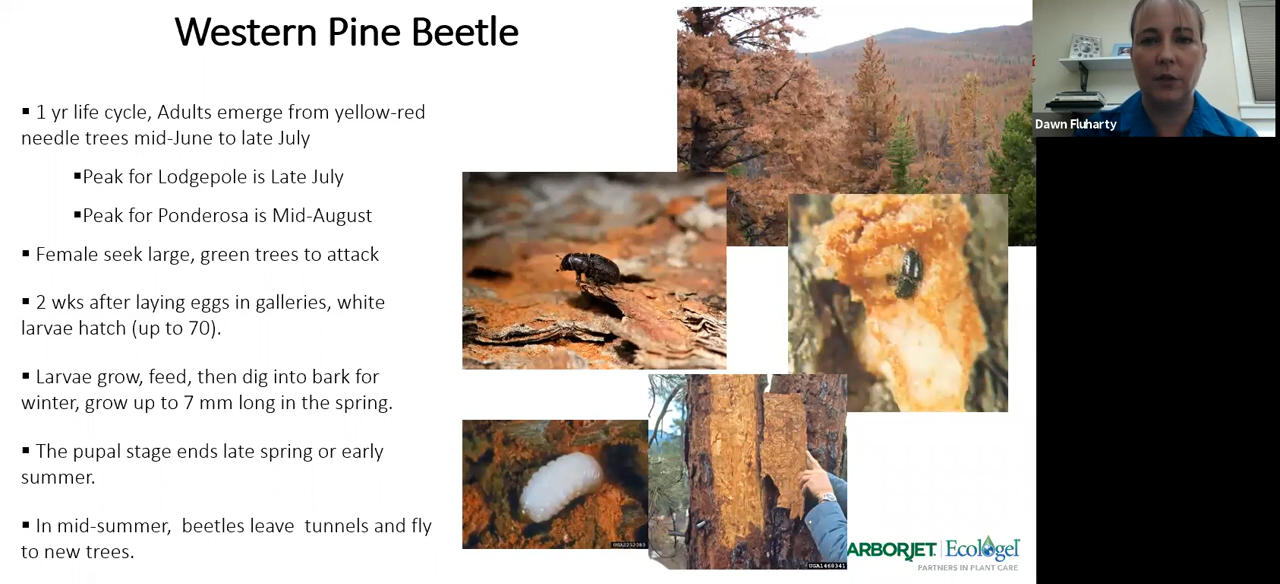 Western Pine Beetle
▪ 1 yr life cycle, Adults emerge from yellow-red
needle trees mid-June to late July
▪Peak for Lodgepole is Late July
▪Peak for Ponderosa is Mid-August
▪ Female seek large, green trees to attack
▪ 2 wks after laying eggs in galleries, white
larvae hatch (up to 70).
▪ Larvae grow, feed, then dig into bark for
winter, grow up to 7 mm long in the spring.
▪ The pupal stage ends late spring or early
summer.
▪ In mid-summer, beetles leave tunnels and fly
to new trees.
Dawn Fluharty
UGA1468341
ARBORJET | Ecologel
PARTNERS IN PLANT CARE